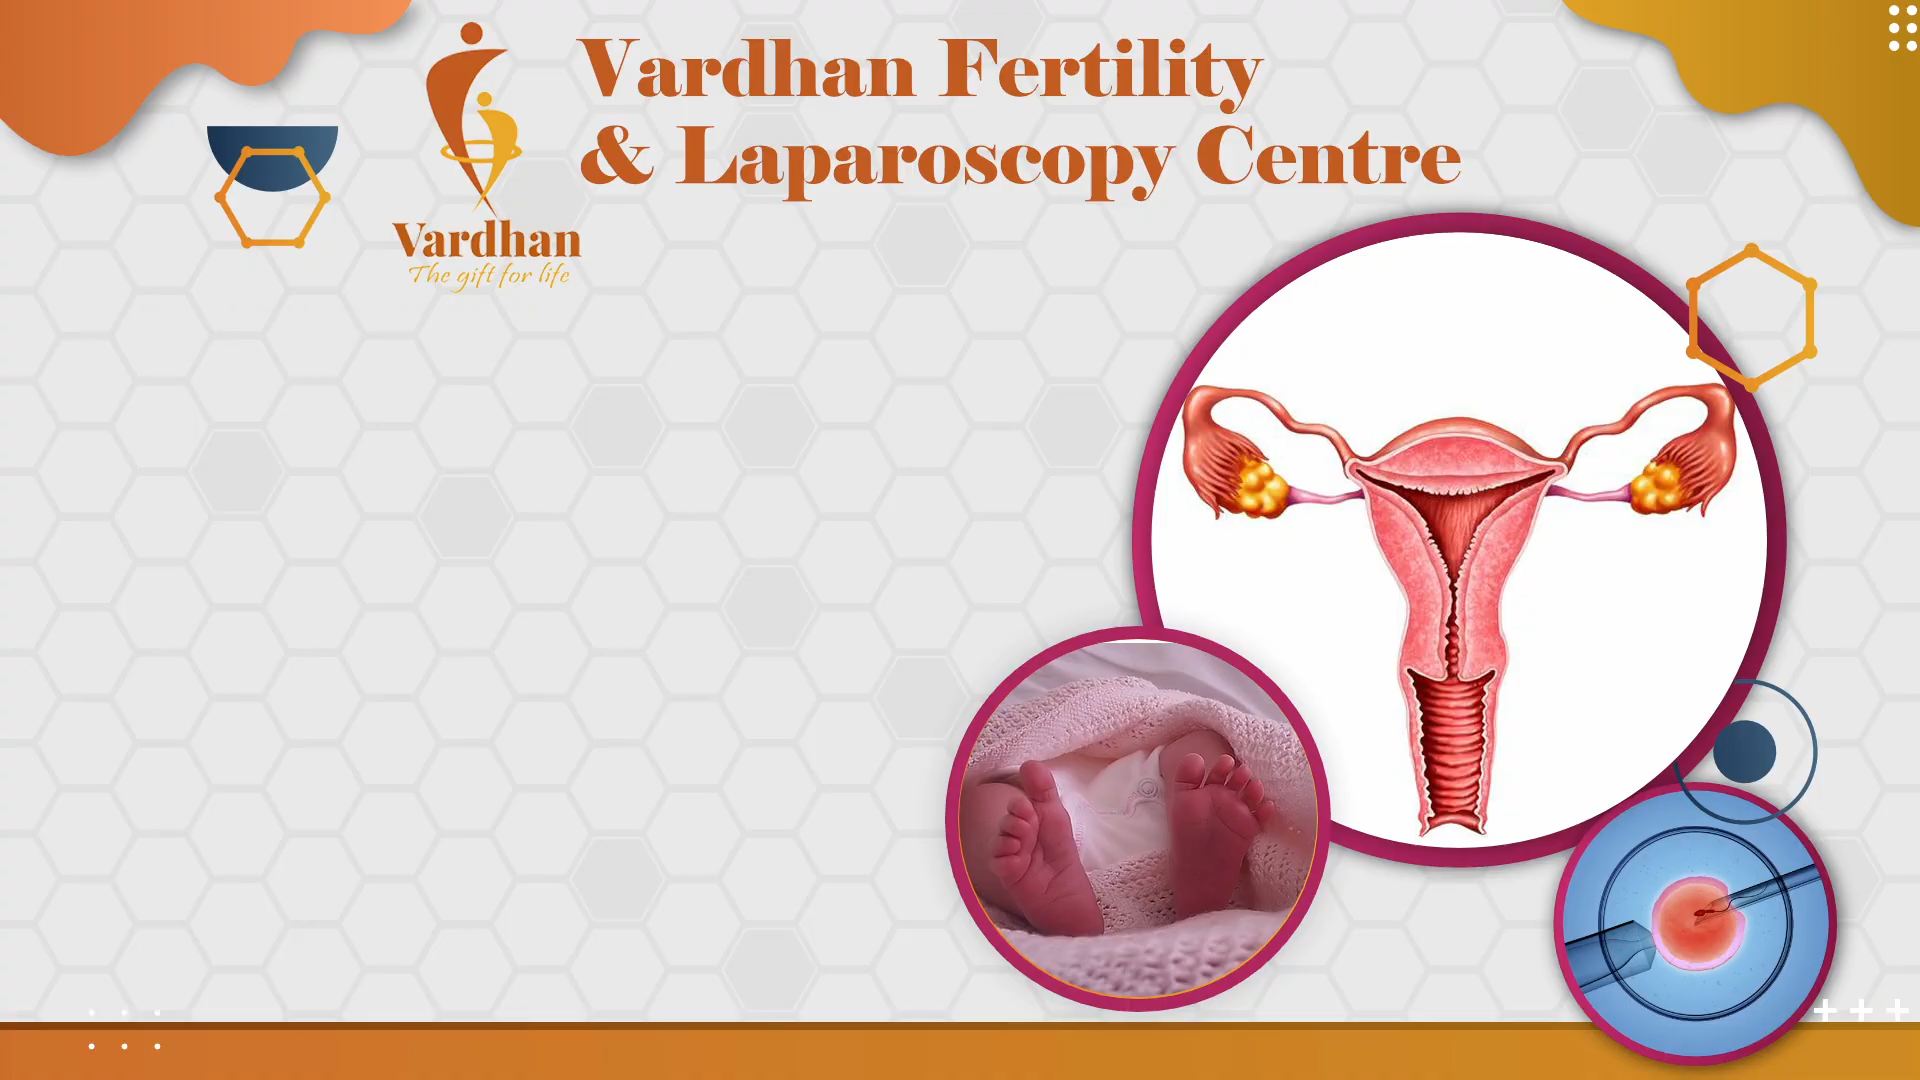 Vardhan Fertility
& Laparoscopy Centre
Vardhan
The gift for life